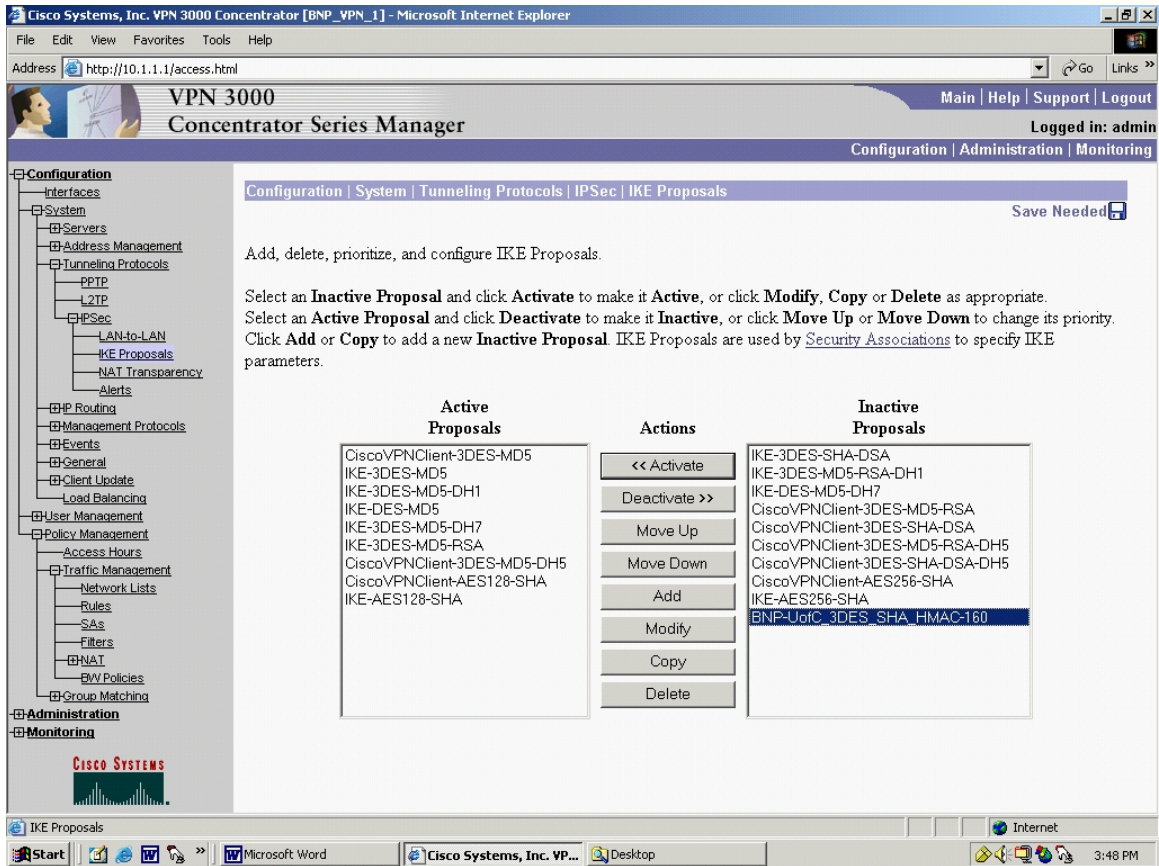 Cisco Systems, Inc. VPN 3000 Concentrator [BNP_VPN_1] - Microsoft Internet Explorer
File Edit View Favorites Tools Help
Address http://10.1.1.1/access.html Go Links »
VPN 3000
Concentrator Series Manager
Main | Help | Support | Logout
Logged in: admin
Configuration | Administration | Monitoring
Configuration
Interfaces
System
Servers
Address Management
Tunneling Protocols
PPTP
L2TP
IPSec
LAN-to-LAN
IKE Proposals
NAT Transparency
Alerts
IP Routing
Management Protocols
Events
General
Client Update
Load Balancing
User Management
Policy Management
Access Hours
Traffic Management
Network Lists
Rules
SAs
Filters
NAT
BW Policies
Group Matching
Administration
Monitoring
CISCO SYSTEMS
Configuration | System | Tunneling Protocols | IPSec | IKE Proposals
Save Needed
Add, delete, prioritize, and configure IKE Proposals.
Select an Inactive Proposal and click Activate to make it Active, or click Modify, Copy or Delete as appropriate.
Select an Active Proposal and click Deactivate to make it Inactive, or click Move Up or Move Down to change its priority.
Click Add or Copy to add a new Inactive Proposal. IKE Proposals are used by Security Associations to specify IKE
parameters.
Active
Proposals
CiscoVPNClient-3DES-MD5
IKE-3DES-MD5
IKE-3DES-MD5-DH1
IKE-DES-MD5
IKE-3DES-MD5-DH7
IKE-3DES-MD5-RSA
CiscoVPNClient-3DES-MD5-DH5
CiscoVPNClient-AES128-SHA
IKE-AES128-SHA
Actions
<< Activate
Deactivate >>
Move Up
Move Down
Add
Modify
Copy
Delete
Inactive
Proposals
IKE-3DES-SHA-DSA
IKE-3DES-MD5-RSA-DH1
IKE-DES-MD5-DH7
CiscoVPNClient-3DES-MD5-RSA
CiscoVPNClient-3DES-SHA-DSA
CiscoVPNClient-3DES-MD5-RSA-DH5
CiscoVPNClient-3DES-SHA-DSA-DH5
CiscoVPNClient-AES256-SHA
IKE-AES256-SHA
BNP-UofC_3DES_SHA_HMAC-160
IKE Proposals Internet
Start » Microsoft Word Cisco Systems, Inc. VP... Desktop 3:48 PM